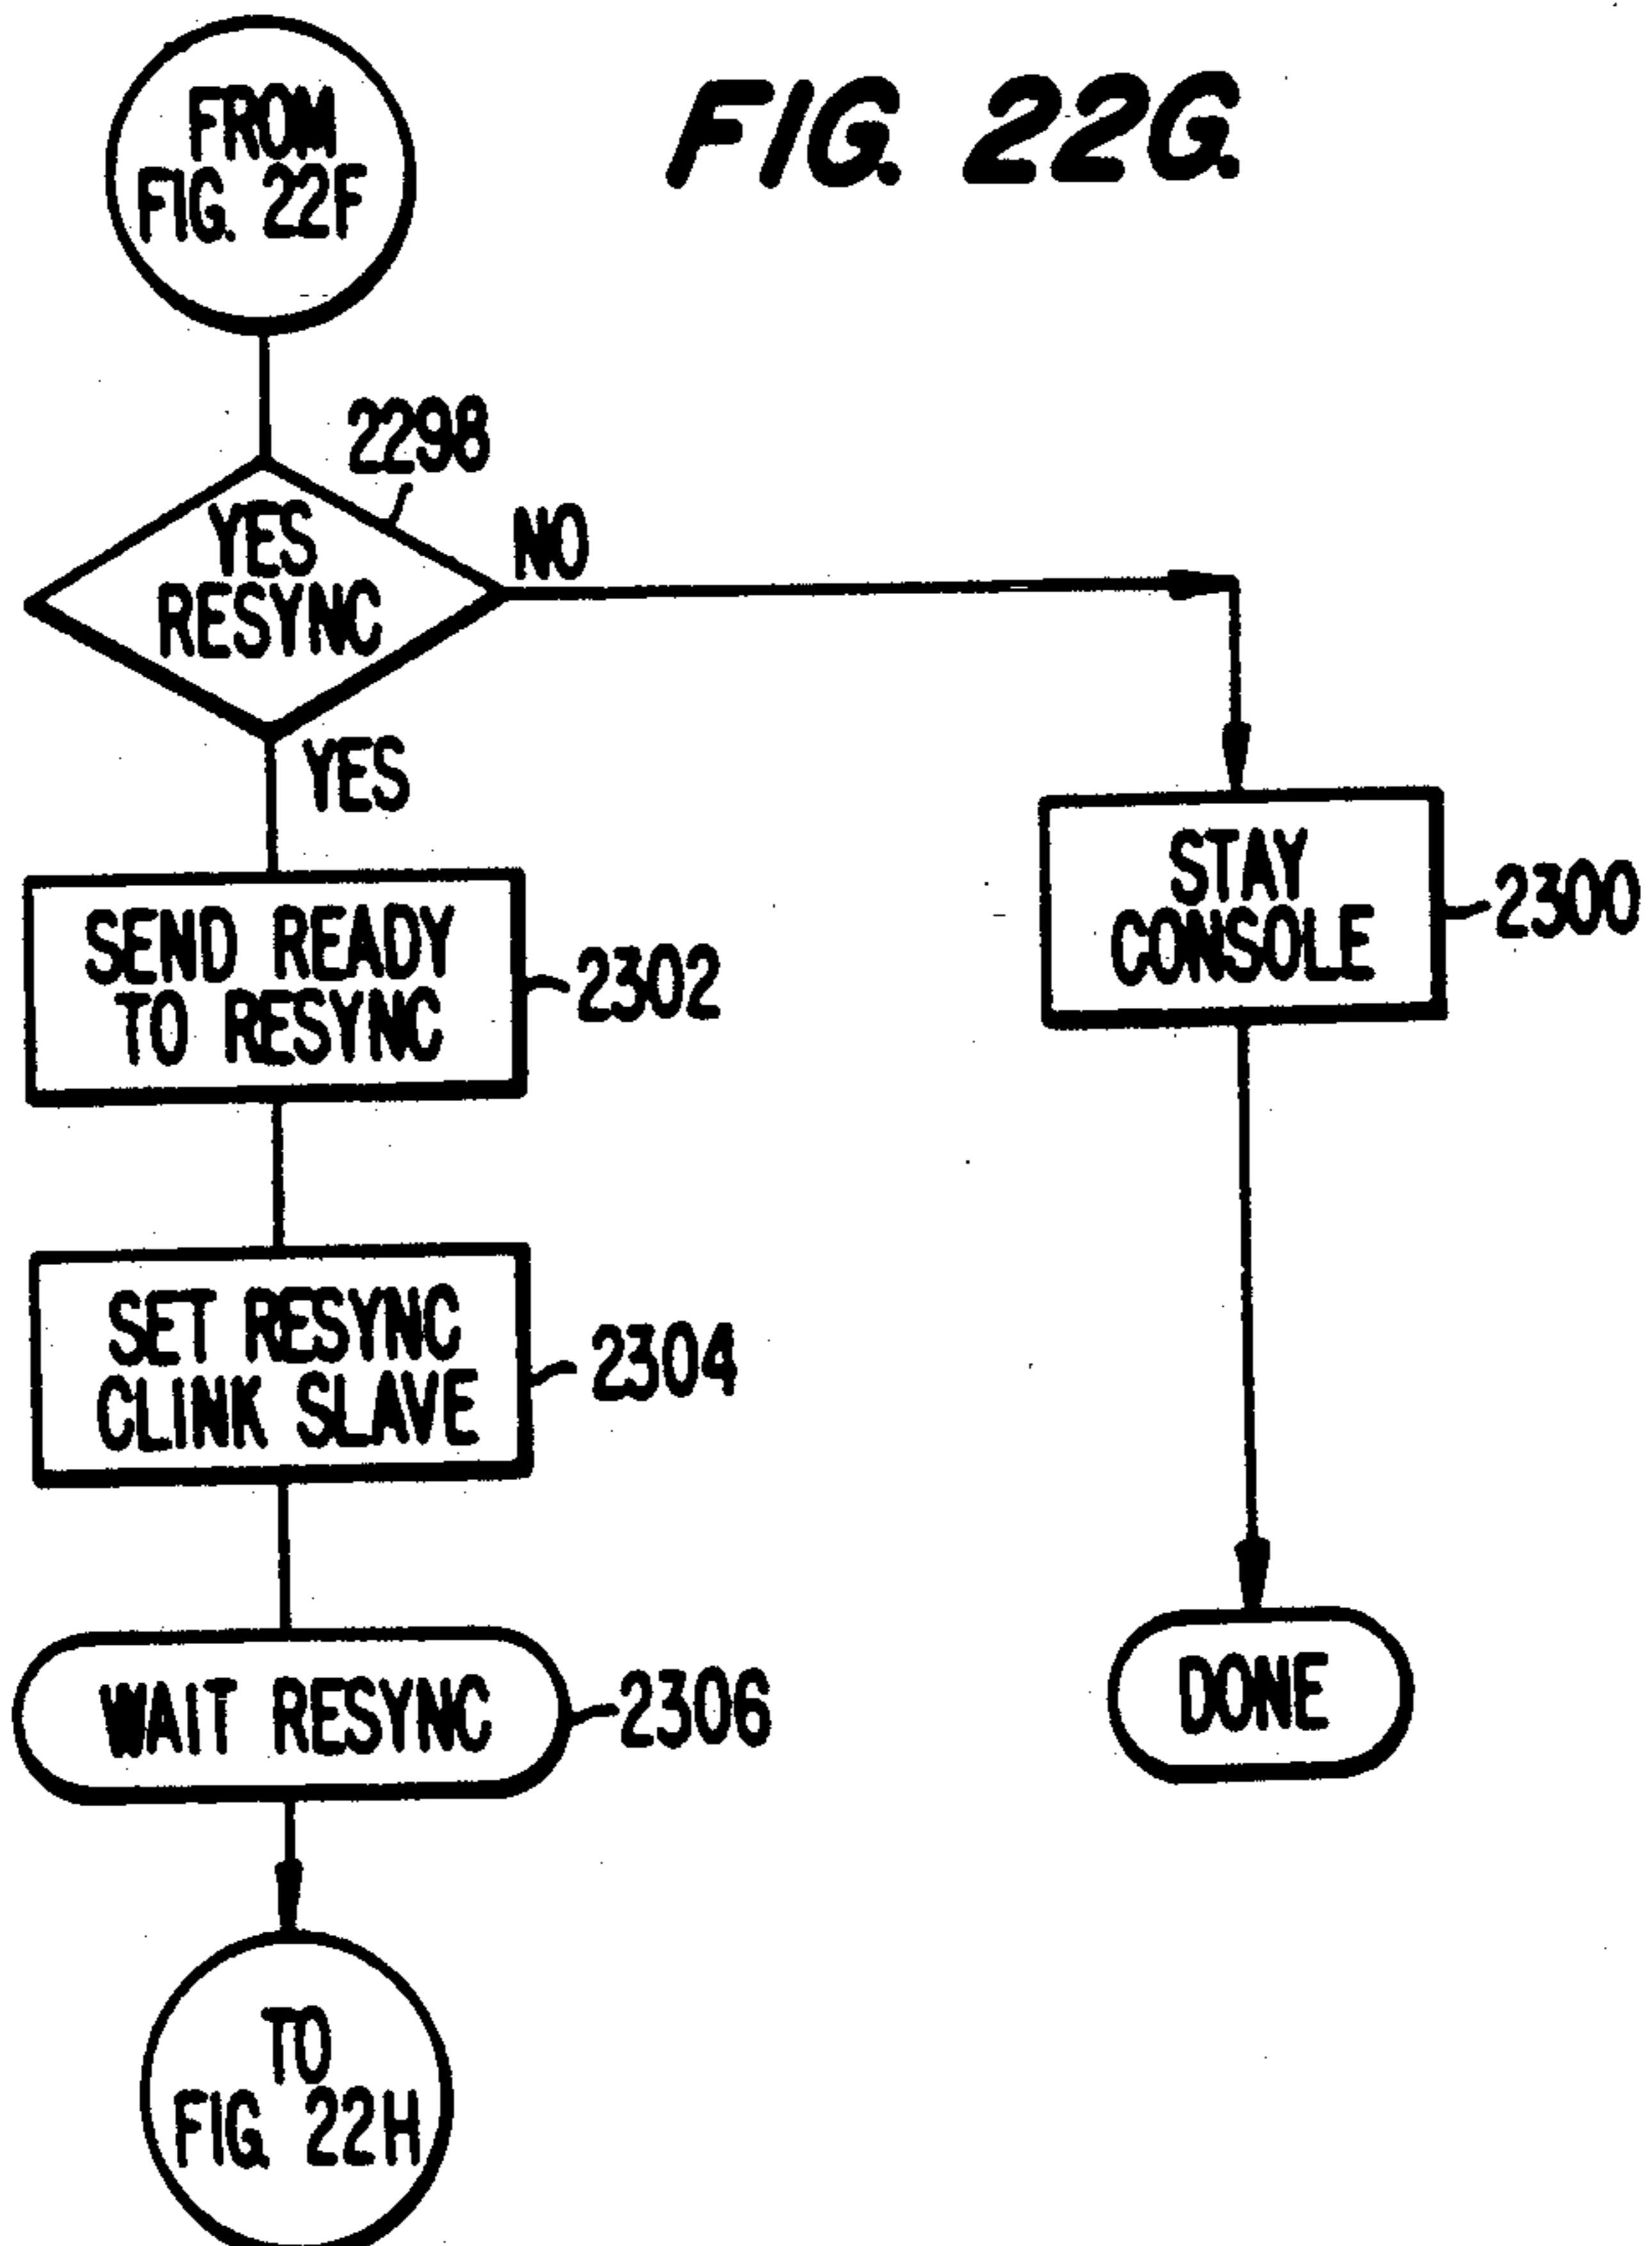 FIG. 22G
FROM
FIG. 22F
2298
YES
RESYNC
NO
YES
STAY
CONSOLE
2300
SEND READY
TO RESYNC
2302
SET RESYNC
CLINK SLAVE
2304
WAIT RESYNC
2306
DONE
TO
FIG. 22H